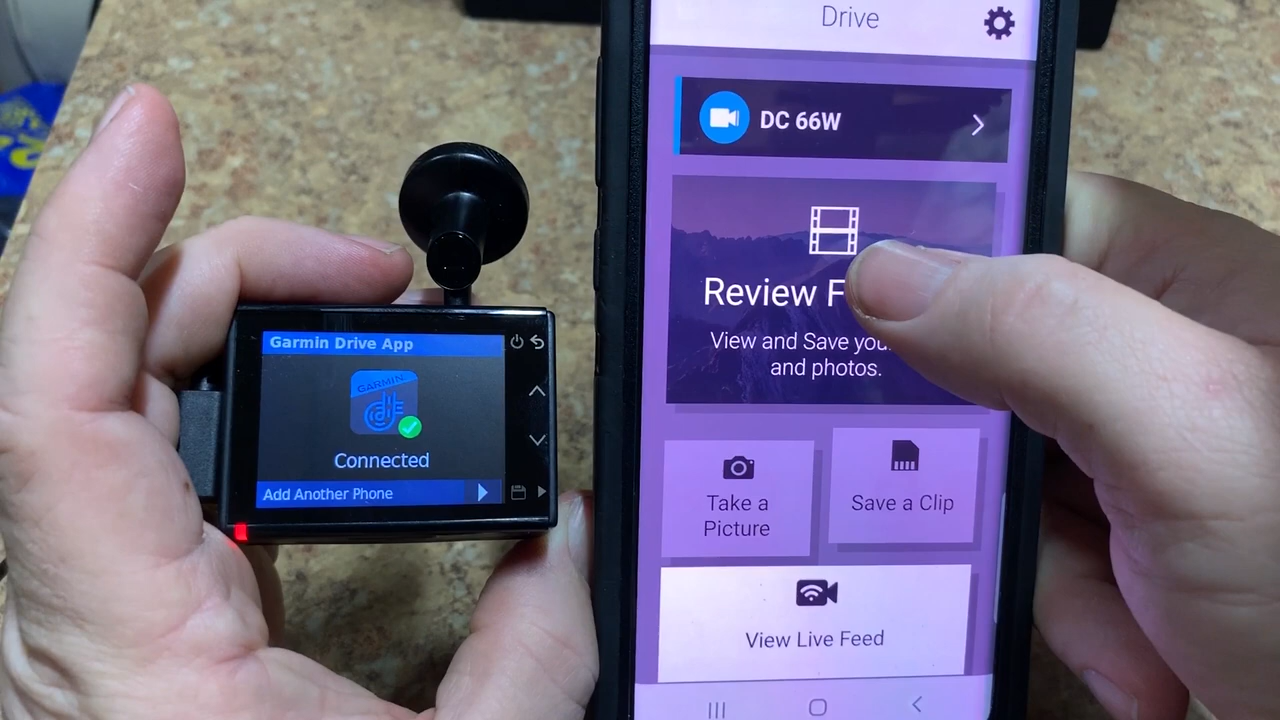 Garmin Drive App
GARMIN
Connected
Add Another Phone
Drive
DC 66W
Review
View and Save
and photos.
Take a
Picture
Save a Clip
View Live Feed